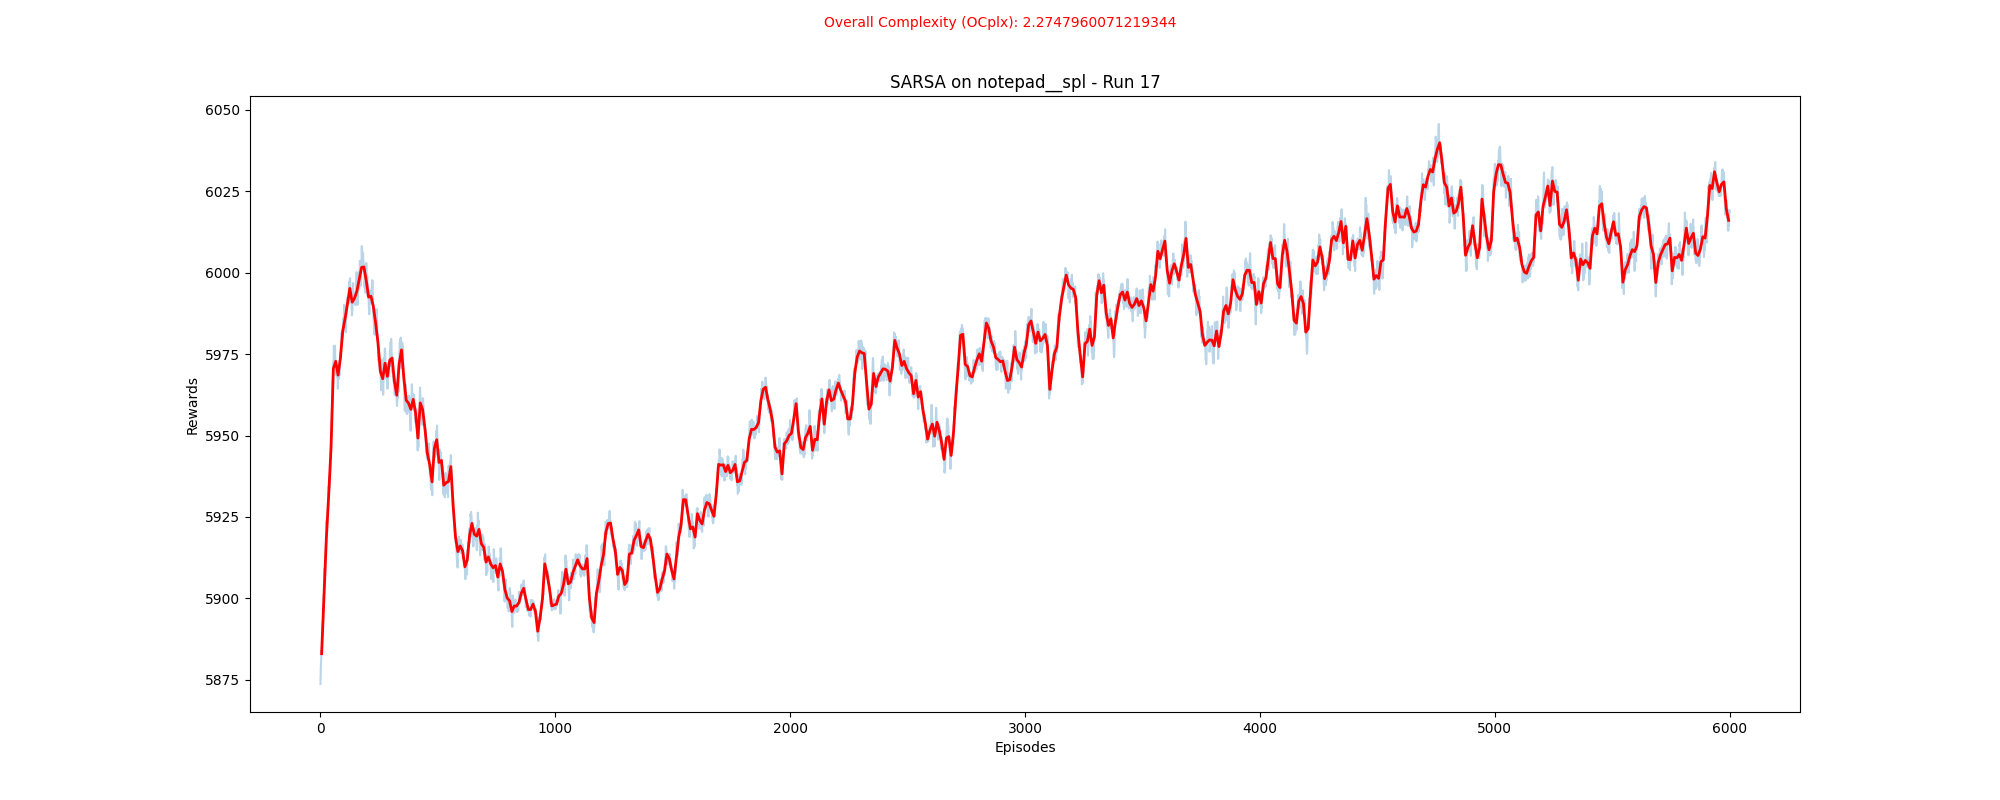 Overall Complexity (OCplx): 2.2747960071219344
SARSA on notepad__spl - Run 17
6050
6025
6000
5975
5950
5925
5900
5875
Rewards
0 1000 2000 3000 4000 5000 6000
Episodes